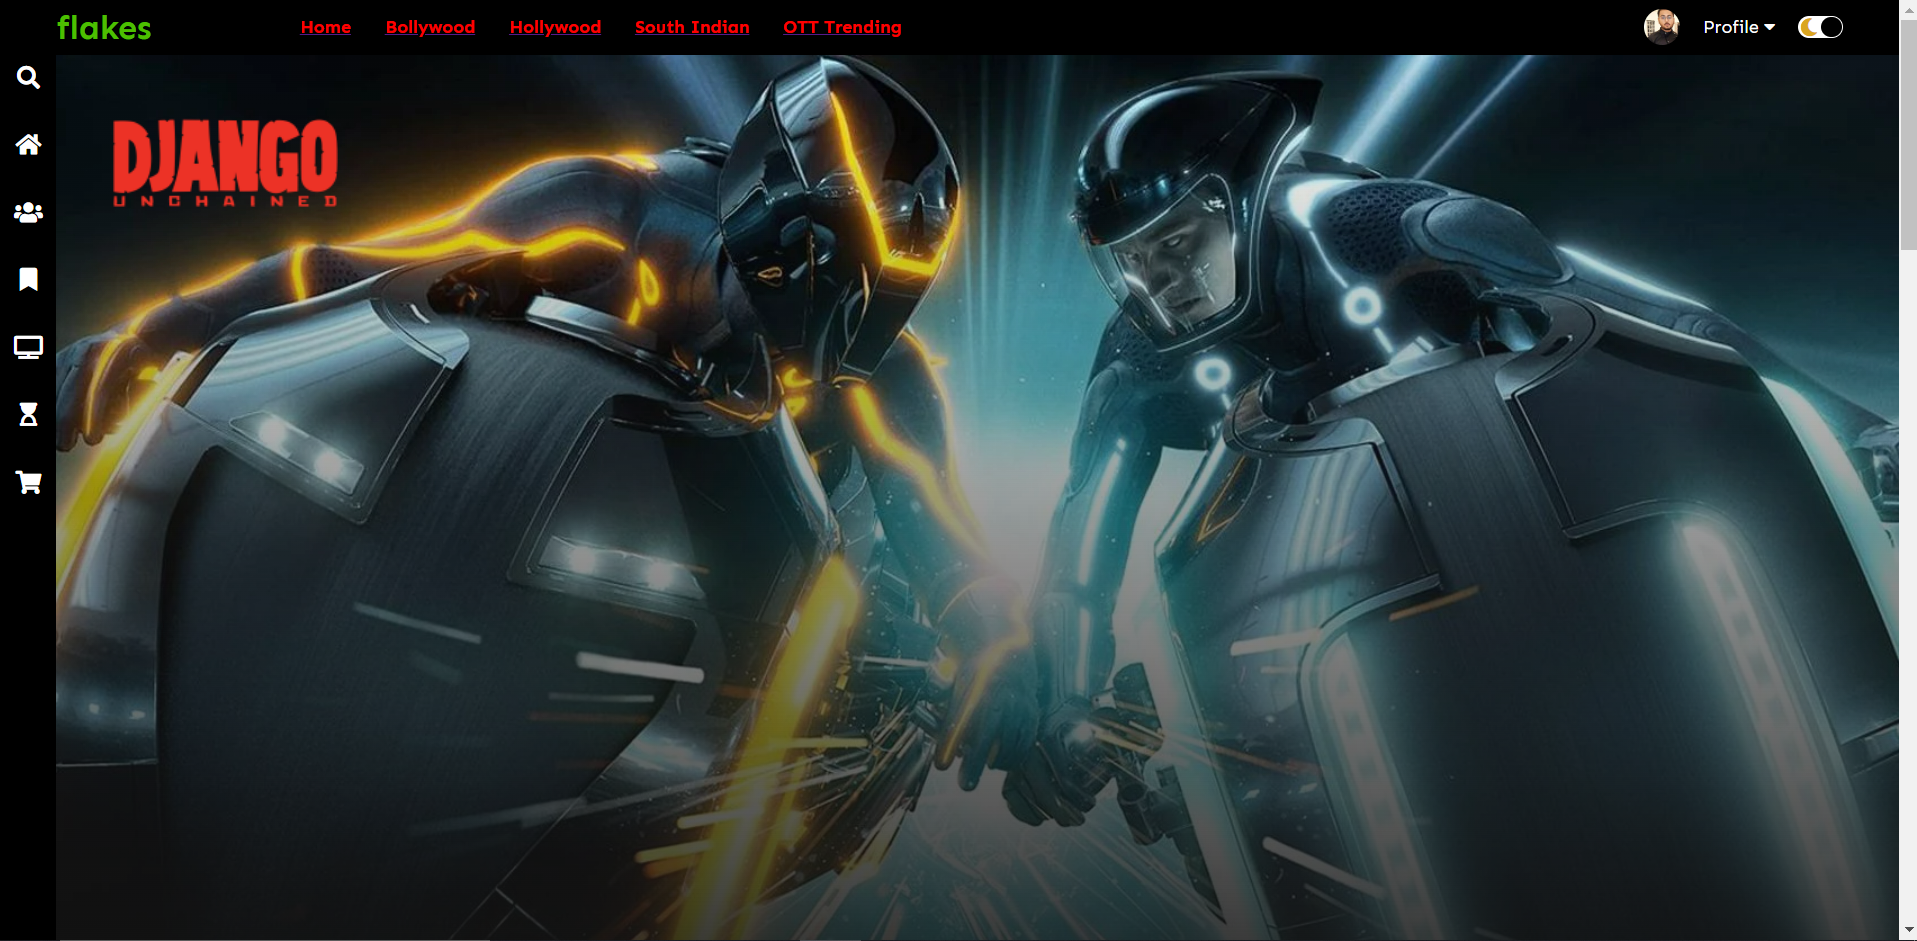 flakes
Home Bollywood Hollywood South Indian OTT Trending
Profile
DJANGO
UNCHAINED